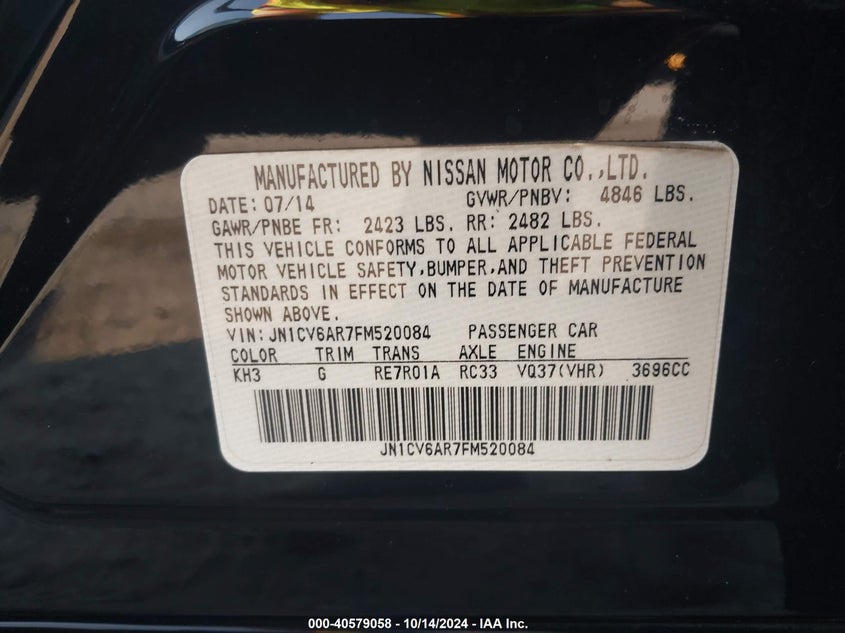 MANUFACTURED BY NISSAN MOTOR CO.,LTD.
DATE: 07/14 GVWR/PNBV: 4846 LBS.
GAWR/PNBE FR: 2423 LBS. RR: 2482 LBS.
THIS VEHICLE CONFORMS TO ALL APPLICABLE FEDERAL
MOTOR VEHICLE SAFETY,BUMPER,AND THEFT PREVENTION
STANDARDS IN EFFECT ON THE DATE OF MANUFACTURE
SHOWN ABOVE.
VIN:JN1CV6AR7FM520084 PASSENGER CAR
COLOR TRIM TRANS AXLE ENGINE
KH3 G RE7R01A RC33 VQ37(VHR) 3696CC
JN1CV6AR7FM520084
000-40579058 - 10/14/2024 - IAA Inc.